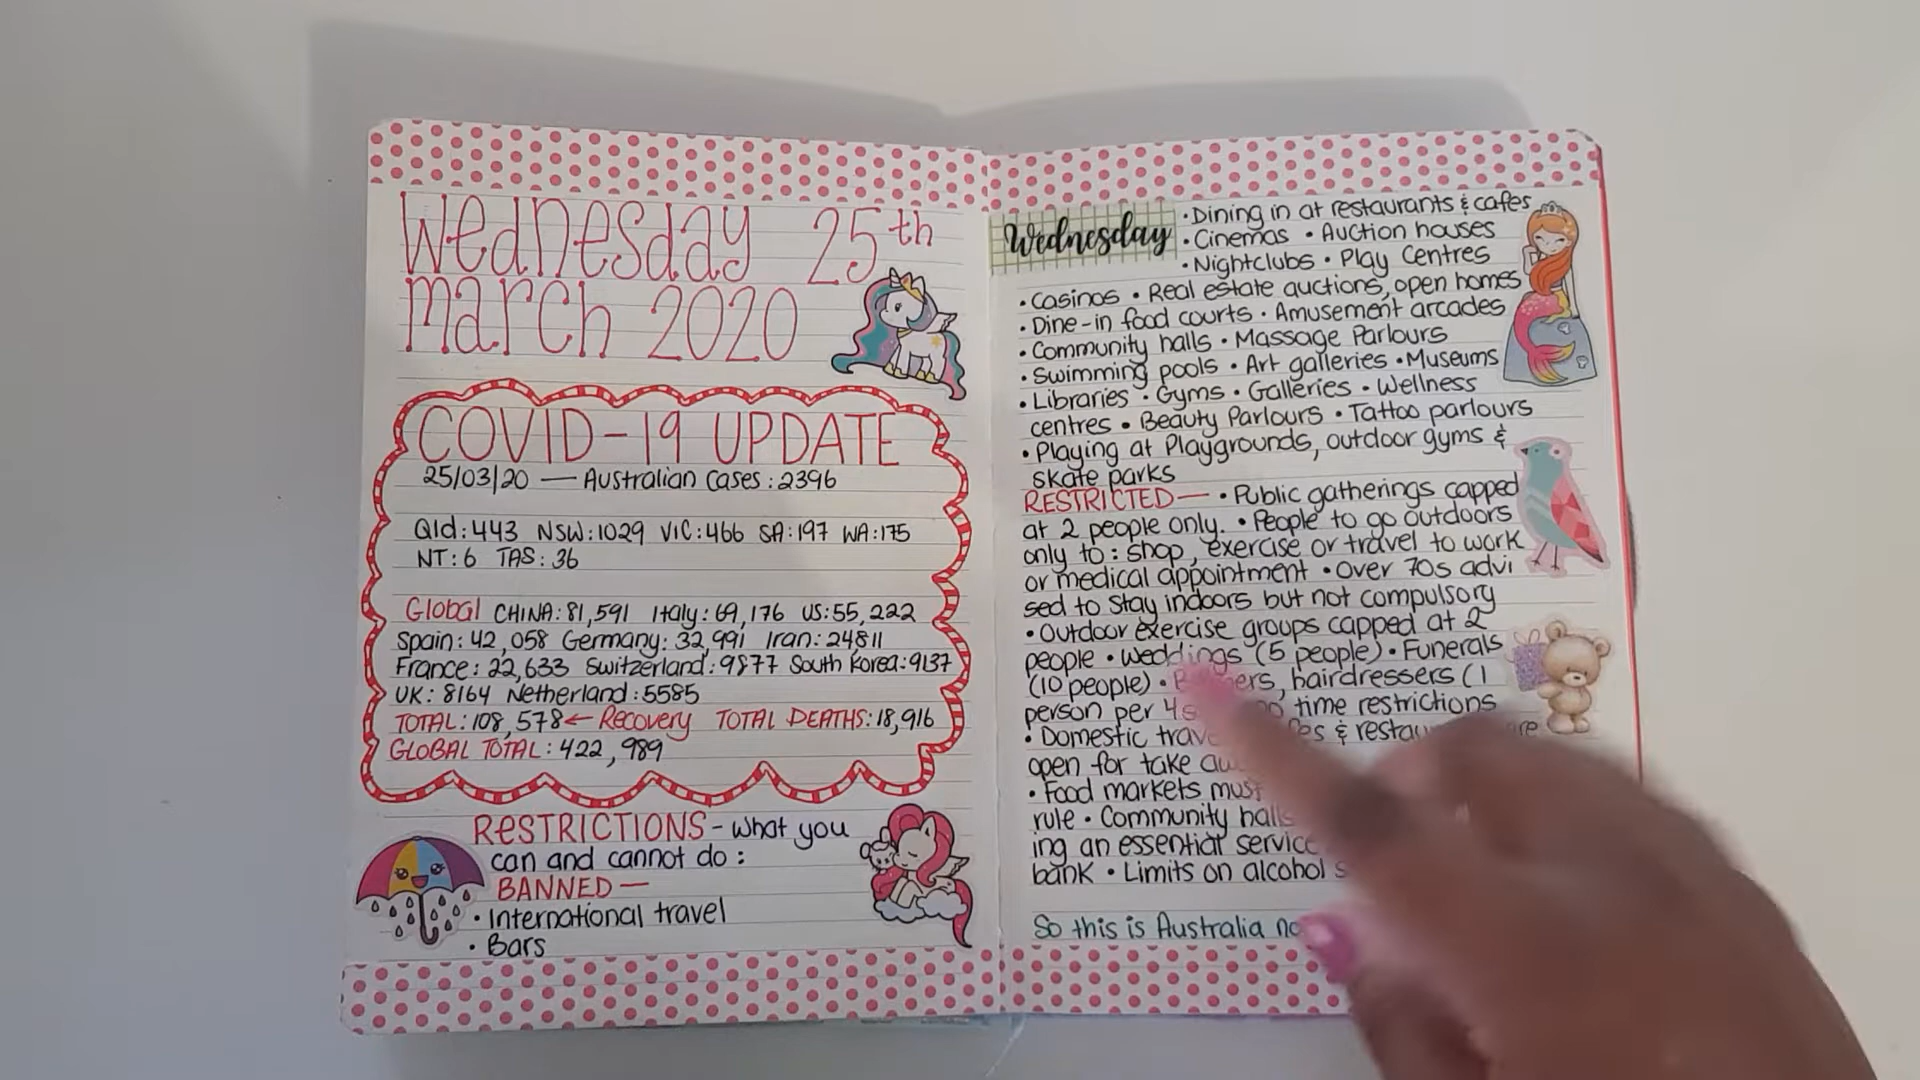 Wednesday 25th
March 2020
COVID-19 UPDATE
25/03/20 — Australian Cases: 2396
Qld: 443 NSW: 1029 VIC: 466 SA: 197 WA: 175
NT: 6 TAS: 36
Global CHINA: 81,591 Italy: 69,176 US: 55,222
Spain: 42,058 Germany: 32,991 Iran: 24811
France: 22,633 Switzerland: 9877 South Korea: 9137
UK: 8164 Netherland: 5585
TOTAL: 108,578 ← Recovery TOTAL DEATHS: 18,916
GLOBAL TOTAL: 422,989
RESTRICTIONS - what you
can and cannot do:
BANNED —
• International travel
• Bars
Wednesday
• Dining in at restaurants & cafes
• Cinemas • Auction houses
• Nightclubs • Play Centres
• Casinos • Real estate auctions, open homes
• Dine-in food courts • Amusement arcades
• Community halls • Massage Parlours
• Swimming pools • Art galleries • Museums
• Libraries • Gyms • Galleries • Wellness
centres • Beauty Parlours • Tattoo parlours
• Playing at Playgrounds, outdoor gyms &
skate parks
RESTRICTED — • Public gatherings capped
at 2 people only. • People to go outdoors
only to: shop, exercise or travel to work
or medical appointment • Over 70s advi
sed to stay indoors but not compulsory
• Outdoor exercise groups capped at 2
people • Weddings (5 people) • Funerals
(10 people) • hairdressers (1
person per time restrictions
• Domestic &
open for take
• Food markets must
rule • Community
ing an essential service
bank • Limits on alcohol
So this is Australia